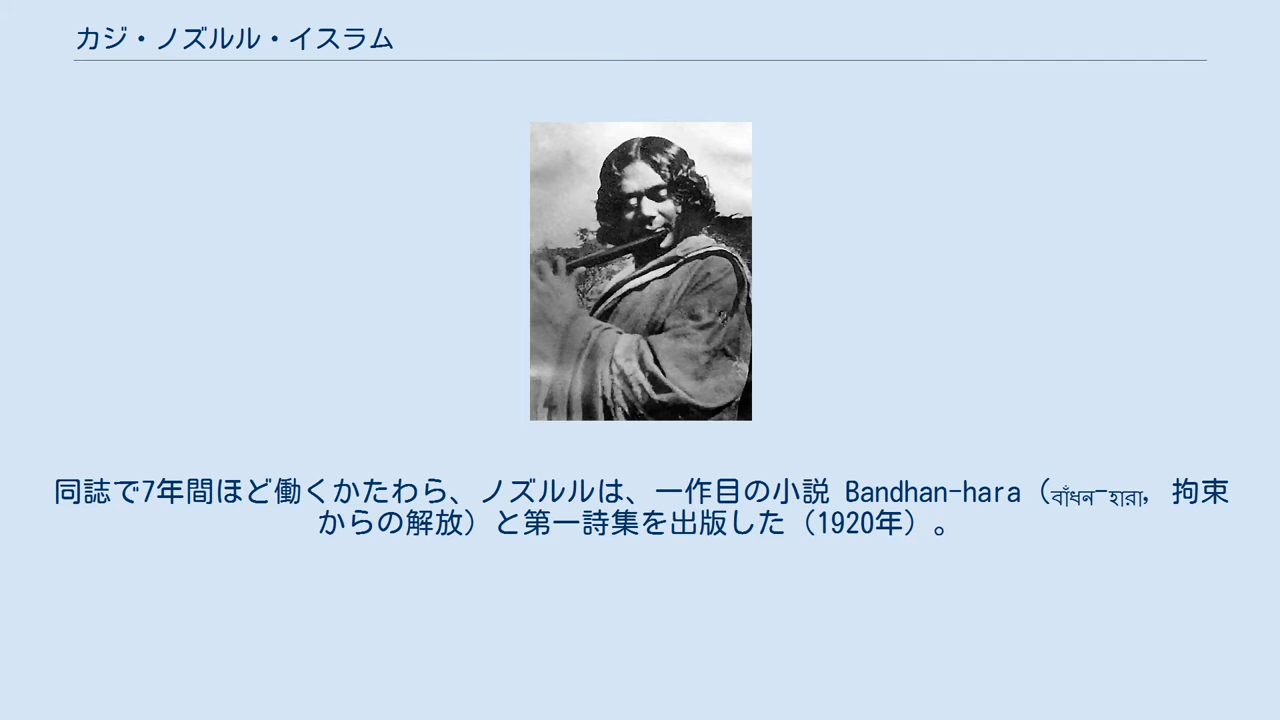 カジ・ノズルル・イスラム
同誌で7年間ほど働くかたわら、ノズルルは、一作目の小説 Bandhan-hara（বাঁধন-হারা, 拘束
からの解放）と第一詩集を出版した（1920年）。